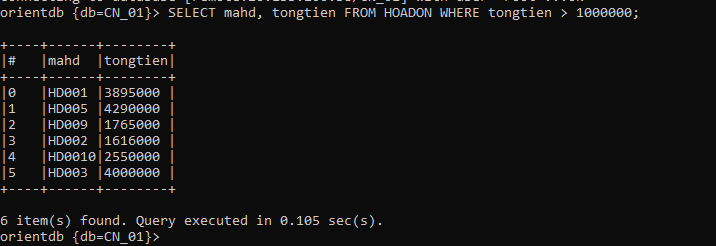 orientdb {db=CN_01}> SELECT mahd, tongtien FROM HOADON WHERE tongtien > 1000000;
+----+------+--------+
|#   |mahd  |tongtien|
+----+------+--------+
|0   |HD001 |3895000 |
|1   |HD005 |4290000 |
|2   |HD009 |1765000 |
|3   |HD002 |1616000 |
|4   |HD0010|2550000 |
|5   |HD003 |4000000 |
+----+------+--------+
6 item(s) found. Query executed in 0.105 sec(s).
orientdb {db=CN_01}>